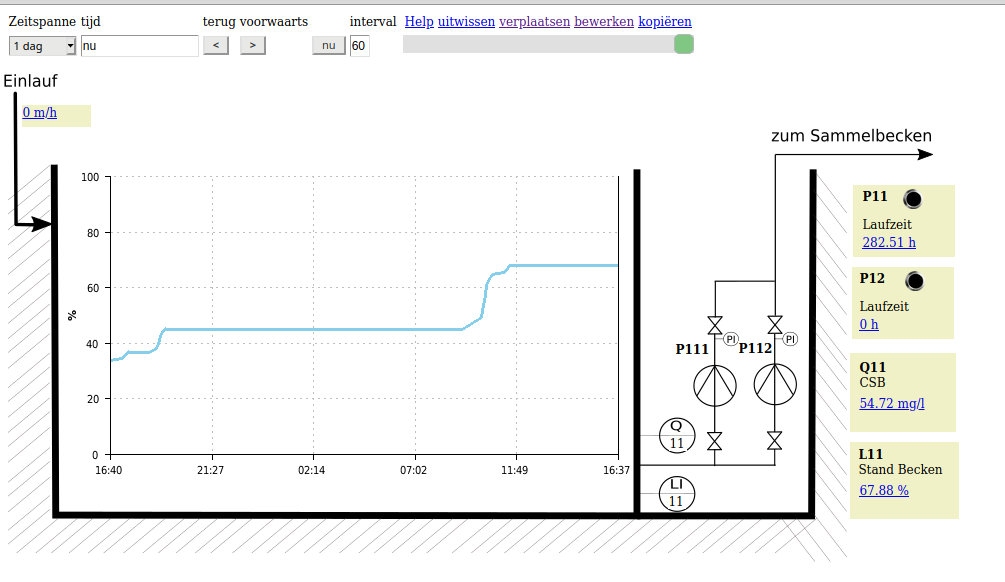 Zeitspanne tijd terug voorwaarts interval Help uitwissen verplaatsen bewerken kopiëren
1 dag nu < > nu 60
Einlauf
0 m/h
zum Sammelbecken
100
80
60
40
20
0
%
16:40 21:27 02:14 07:02 11:49 16:37
PI PI
P111 P112
Q
11
LI
11
P11
Laufzeit
282.51 h
P12
Laufzeit
0 h
Q11
CSB
54.72 mg/l
L11
Stand Becken
67.88 %